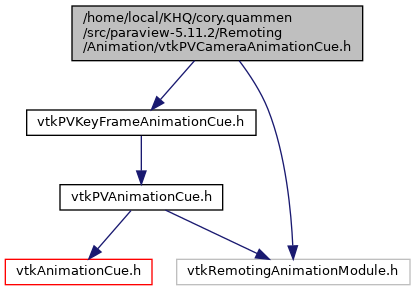 /home/local/KHQ/cory.quammen
/src/paraview-5.11.2/Remoting
/Animation/vtkPVCameraAnimationCue.h
vtkPVKeyFrameAnimationCue.h
vtkPVAnimationCue.h
vtkAnimationCue.h
vtkRemotingAnimationModule.h